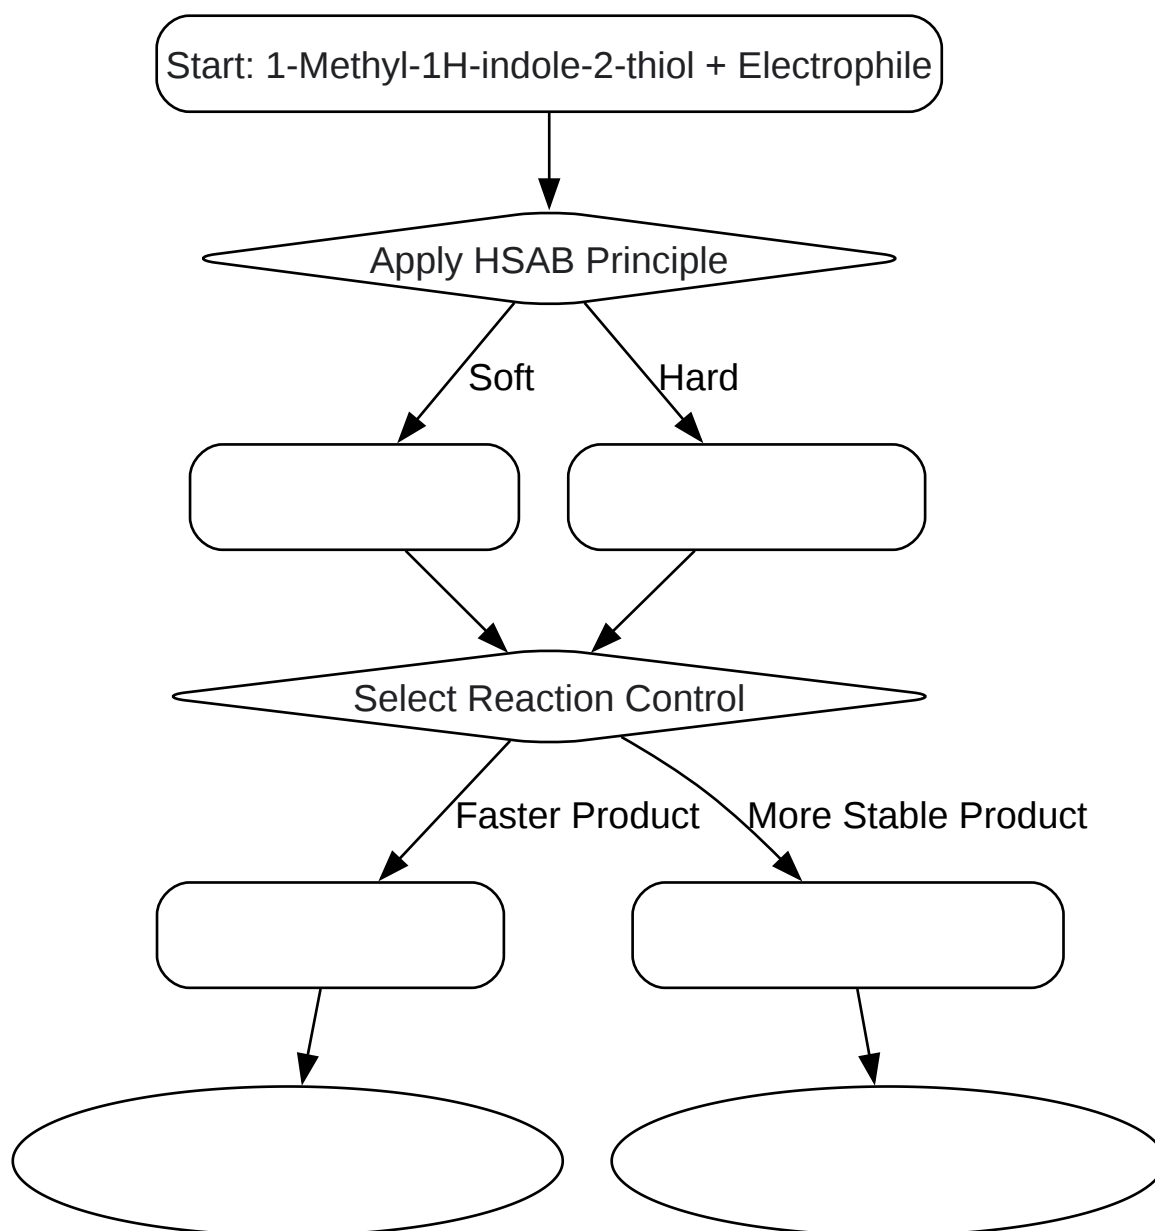 Start: 1-Methyl-1H-indole-2-thiol + Electrophile
Apply HSAB Principle
Soft
Hard
Select Reaction Control
Faster Product
More Stable Product